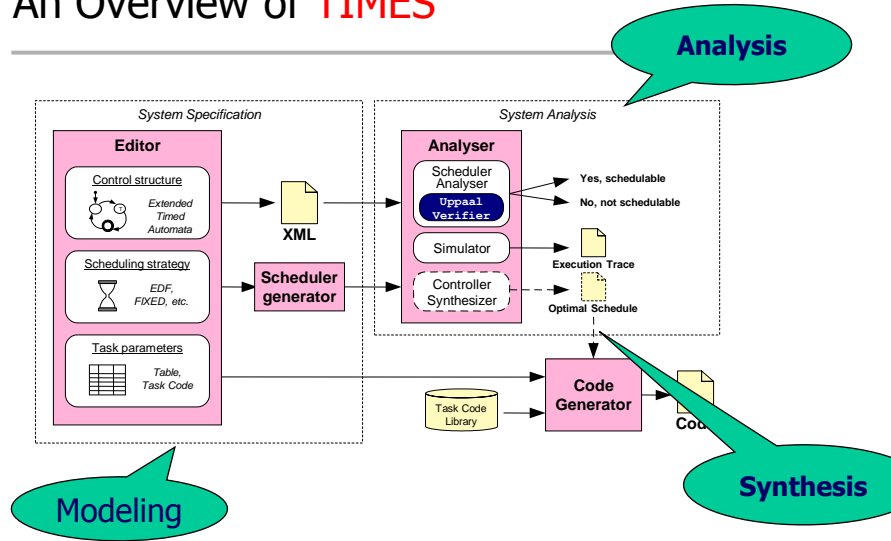 An Overview of TIMES
Analysis
System Specification
System Analysis
Editor
Control structure
Extended
Timed
Automata
T
Scheduling strategy
EDF,
FIXED, etc.
Task parameters
Table,
Task Code
XML
Scheduler
generator
Analyser
Scheduler
Analyser
Uppaal
Verifier
Simulator
Controller
Synthesizer
Yes, schedulable
No, not schedulable
Execution Trace
Optimal Schedule
Task Code
Library
Code
Generator
Code
Modeling
Synthesis